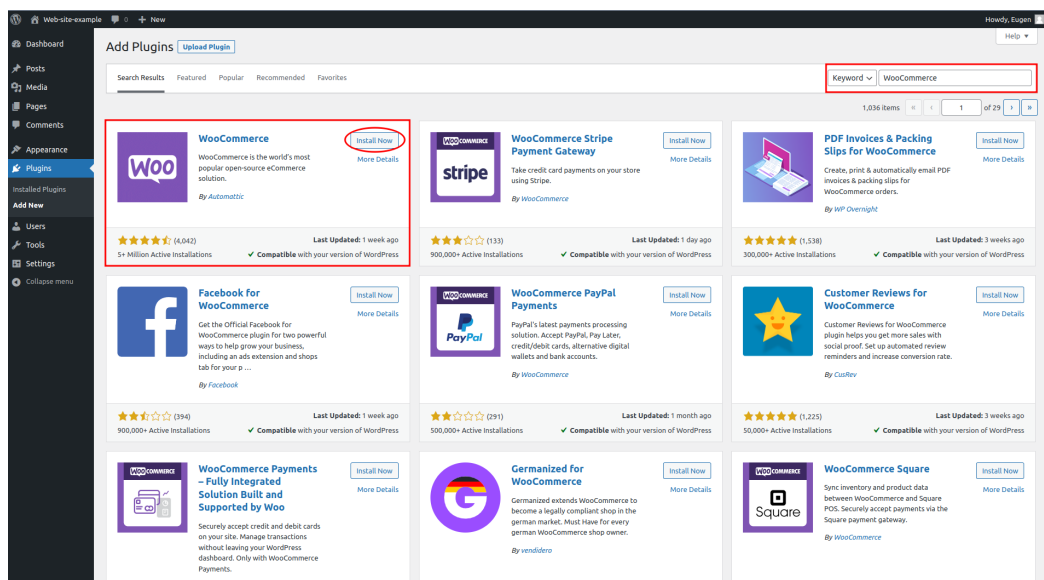 Web-site-example 0 + New Howdy, Eugen
Dashboard
Posts
Media
Pages
Comments
Appearance
Plugins
Installed Plugins
Add New
Users
Tools
Settings
Collapse menu
Help ▼
Add Plugins Upload Plugin
Search Results Featured Popular Recommended Favorites
Keyword WooCommerce
1,036 items « ‹ 1 of 29 › »
Woo
WooCommerce
Install Now
More Details
WooCommerce is the world's most
popular open-source eCommerce
solution.
By Automattic
(4,042)
Last Updated: 1 week ago
5+ Million Active Installations
✓ Compatible with your version of WordPress
WOO COMMERCE
stripe
WooCommerce Stripe
Payment Gateway
Install Now
More Details
Take credit card payments on your store
using Stripe.
By WooCommerce
(133)
Last Updated: 1 day ago
900,000+ Active Installations
✓ Compatible with your version of WordPress
PDF Invoices & Packing
Slips for WooCommerce
Install Now
More Details
Create, print & automatically email PDF
invoices & packing slips for
WooCommerce orders.
By WP Overnight
(1,538)
Last Updated: 3 weeks ago
300,000+ Active Installations
✓ Compatible with your version of WordPress
Facebook for
WooCommerce
Install Now
More Details
Get the Official Facebook for
WooCommerce plugin for two powerful
ways to help grow your business,
including an ads extension and shops
tab for your p ...
By Facebook
(394)
Last Updated: 1 week ago
900,000+ Active Installations
✓ Compatible with your version of WordPress
WOO COMMERCE
PayPal
WooCommerce PayPal
Payments
Install Now
More Details
PayPal's latest payments processing
solution. Accept PayPal, Pay Later,
credit/debit cards, alternative digital
wallets and bank accounts.
By WooCommerce
(291)
Last Updated: 1 month ago
500,000+ Active Installations
✓ Compatible with your version of WordPress
Customer Reviews for
WooCommerce
Install Now
More Details
Customer Reviews for WooCommerce
plugin helps you get more sales with
social proof. Set up automated review
reminders and increase conversion rate.
By CusRev
(1,225)
Last Updated: 3 weeks ago
50,000+ Active Installations
✓ Compatible with your version of WordPress
WOO COMMERCE
WooCommerce Payments
– Fully Integrated
Solution Built and
Supported by Woo
Install Now
More Details
Securely accept credit and debit cards
on your site. Manage transactions
without leaving your WordPress
dashboard. Only with WooCommerce
Payments.
G
Germanized for
WooCommerce
Install Now
More Details
Germanized extends WooCommerce to
become a legally compliant shop in the
german market. Must Have for every
german WooCommerce shop owner.
By vendidero
WOO COMMERCE
Square
WooCommerce Square
Install Now
More Details
Sync inventory and product data
between WooCommerce and Square
POS. Securely accept payments via the
Square payment gateway.
By WooCommerce